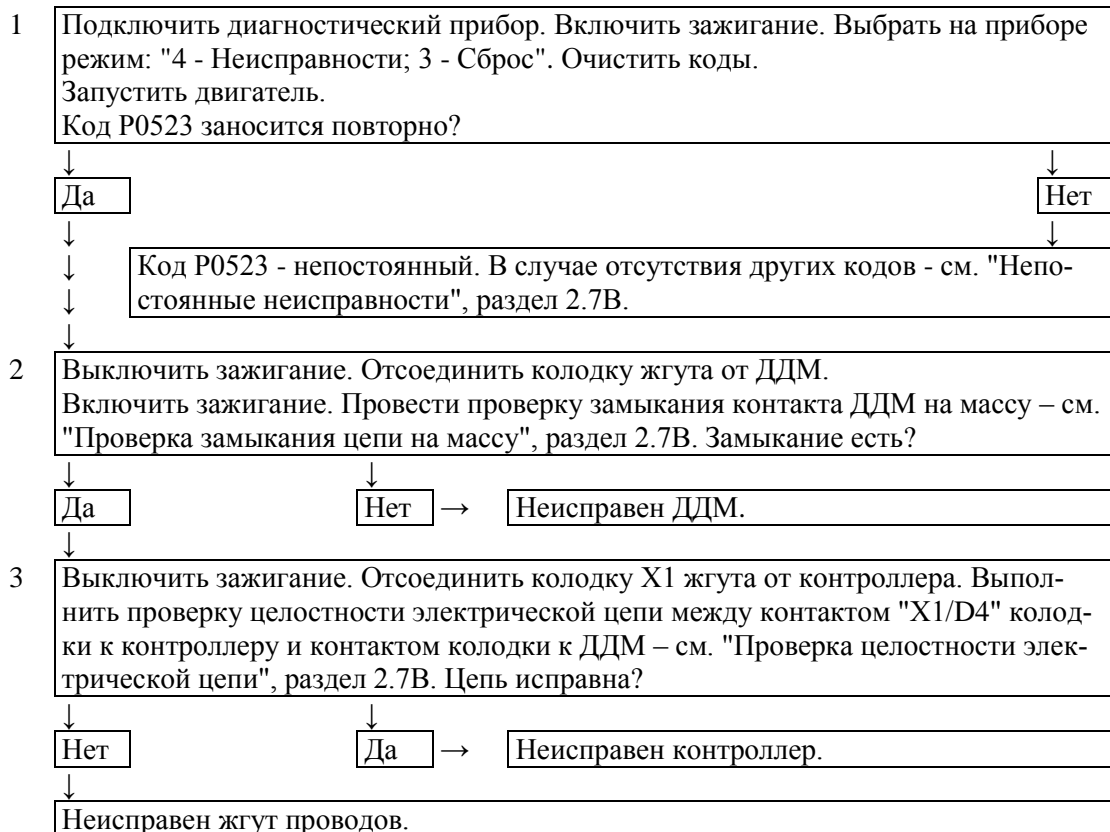 1 Подключить диагностический прибор. Включить зажигание. Выбрать на приборе
режим: "4 - Неисправности; 3 - Сброс". Очистить коды.
Запустить двигатель.
Код Р0523 заносится повторно?
↓ ↓
Да Нет
↓ ↓
↓ Код Р0523 - непостоянный. В случае отсутствия других кодов - см. "Непо-
↓ стоянные неисправности", раздел 2.7В.
↓
2 Выключить зажигание. Отсоединить колодку жгута от ДДМ.
Включить зажигание. Провести проверку замыкания контакта ДДМ на массу – см.
"Проверка замыкания цепи на массу", раздел 2.7В. Замыкание есть?
↓ ↓
Да Нет → Неисправен ДДМ.
↓
3 Выключить зажигание. Отсоединить колодку Х1 жгута от контроллера. Выпол-
нить проверку целостности электрической цепи между контактом "X1/D4" колод-
ки к контроллеру и контактом колодки к ДДМ – см. "Проверка целостности элек-
трической цепи", раздел 2.7В. Цепь исправна?
↓ ↓
Нет Да → Неисправен контроллер.
↓
Неисправен жгут проводов.